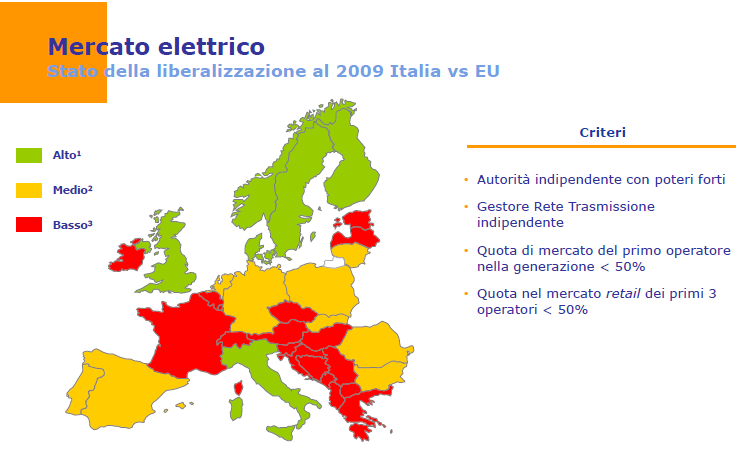 Mercato elettrico
Stato della liberalizzazione al 2009 Italia vs EU
Alto¹
Medio²
Basso³
Criteri
• Autorità indipendente con poteri forti
• Gestore Rete Trasmissione
indipendente
• Quota di mercato del primo operatore
nella generazione < 50%
• Quota nel mercato retail dei primi 3
operatori < 50%